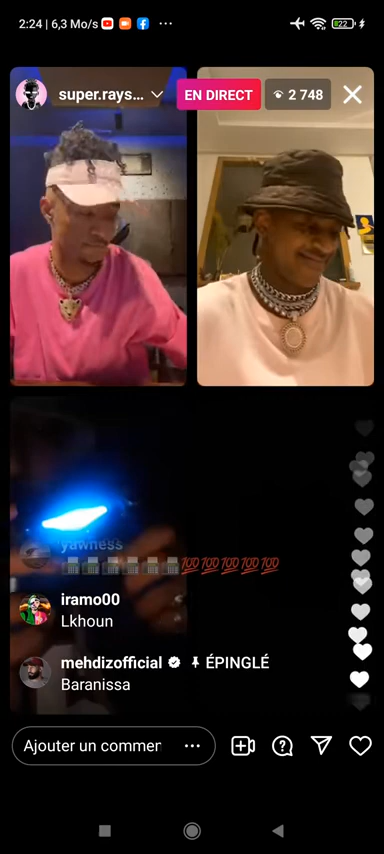 2:24 | 6,3 Mo/s
22
super.rays...
EN DIRECT
2 748
yawness
💯💯💯💯💯
iramo00
Lkhoun
mehdizofficial ÉPINGLÉ
Baranissa
Ajouter un commen